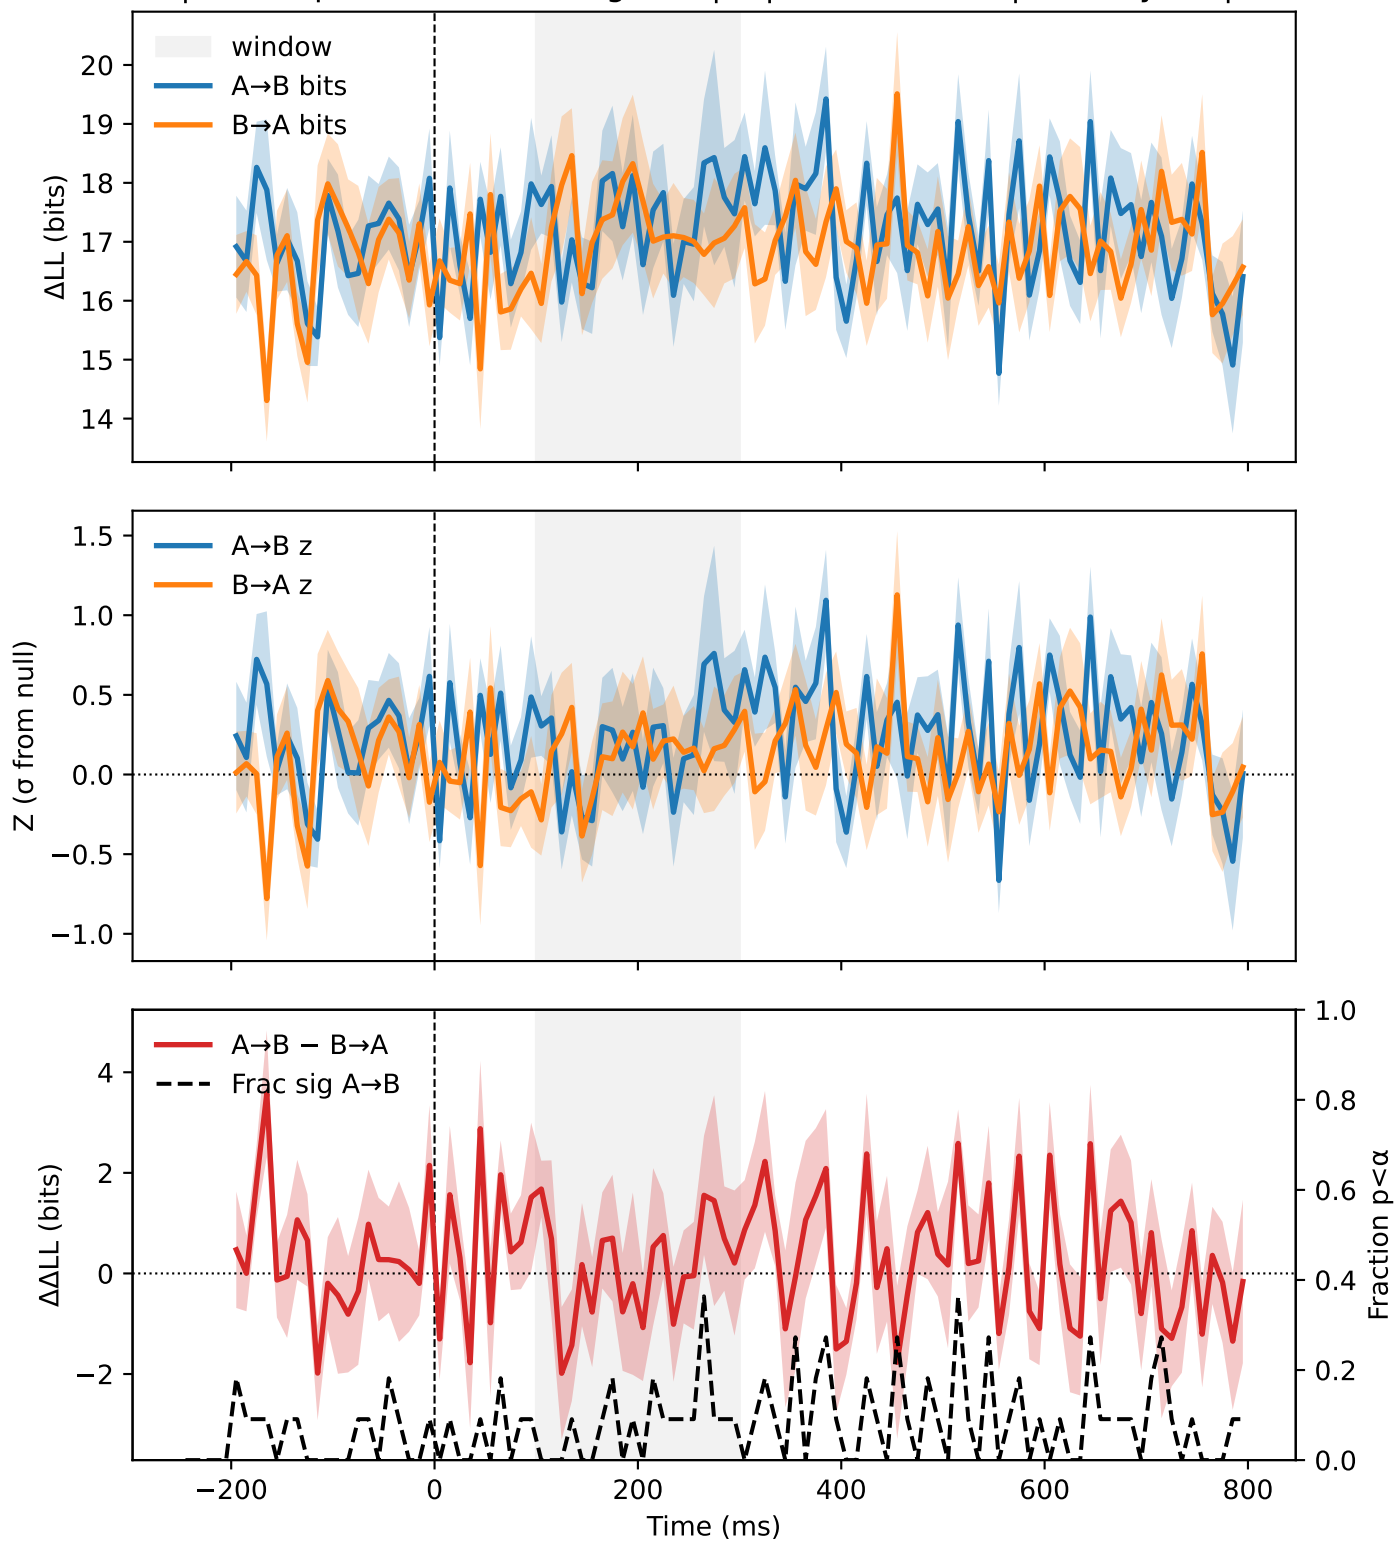 window
A→B bits
B→A bits
ΔLL (bits)
20
19
18
17
16
15
14
A→B z
B→A z
Z (σ from null)
1.5
1.0
0.5
0.0
−0.5
−1.0
A→B − B→A
Frac sig A→B
ΔΔLL (bits)
4
2
0
−2
1.0
0.8
0.6
0.4
0.2
0.0
Fraction p<α
−200
0
200
400
600
800
Time (ms)